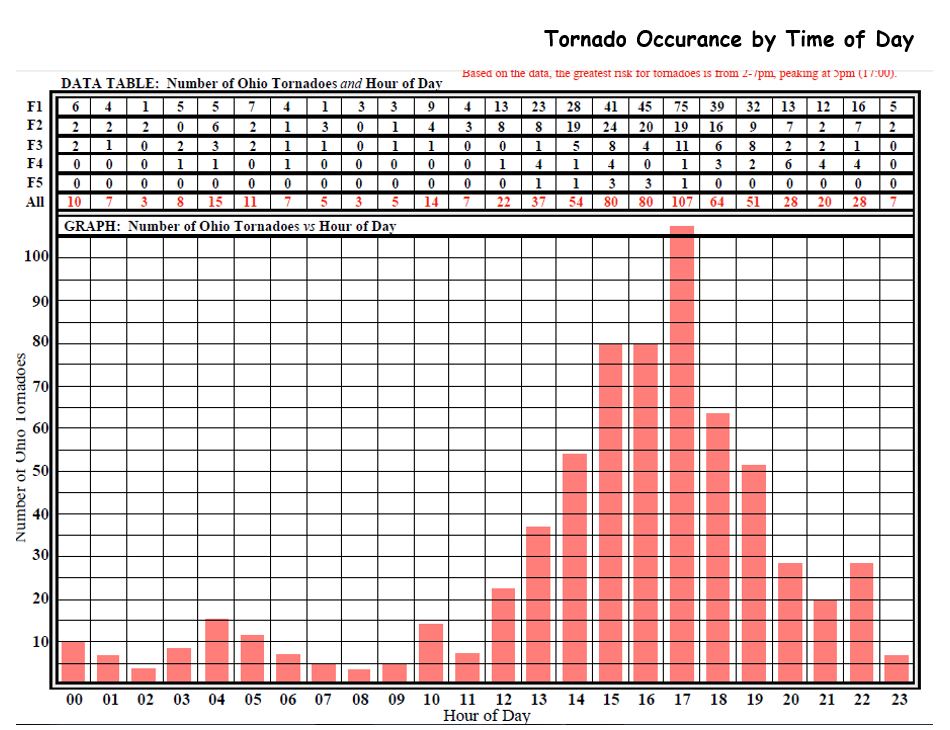 Tornado Occurance by Time of Day
Based on the data, the greatest risk for tornadoes is from 2-7pm, peaking at 5pm (17:00).
DATA TABLE: Number of Ohio Tornadoes and Hour of Day
F1 6 4 1 5 5 7 4 1 3 3 9 4 13 23 28 41 45 75 39 32 13 12 16 5
F2 2 2 2 0 6 2 1 3 0 1 4 3 8 8 19 24 20 19 16 9 7 2 7 2
F3 2 1 0 2 3 2 1 1 0 1 1 0 0 1 5 8 4 11 6 8 2 2 1 0
F4 0 0 0 1 1 0 1 0 0 0 0 0 1 4 1 4 0 1 3 2 6 4 4 0
F5 0 0 0 0 0 0 0 0 0 0 0 0 0 1 1 3 3 1 0 0 0 0 0 0
All 10 7 3 8 15 11 7 5 3 5 14 7 22 37 54 80 80 107 64 51 28 20 28 7
GRAPH: Number of Ohio Tornadoes vs Hour of Day
100
90
80
70
60
50
40
30
20
10
Number of Ohio Tornadoes
00 01 02 03 04 05 06 07 08 09 10 11 12 13 14 15 16 17 18 19 20 21 22 23
Hour of Day